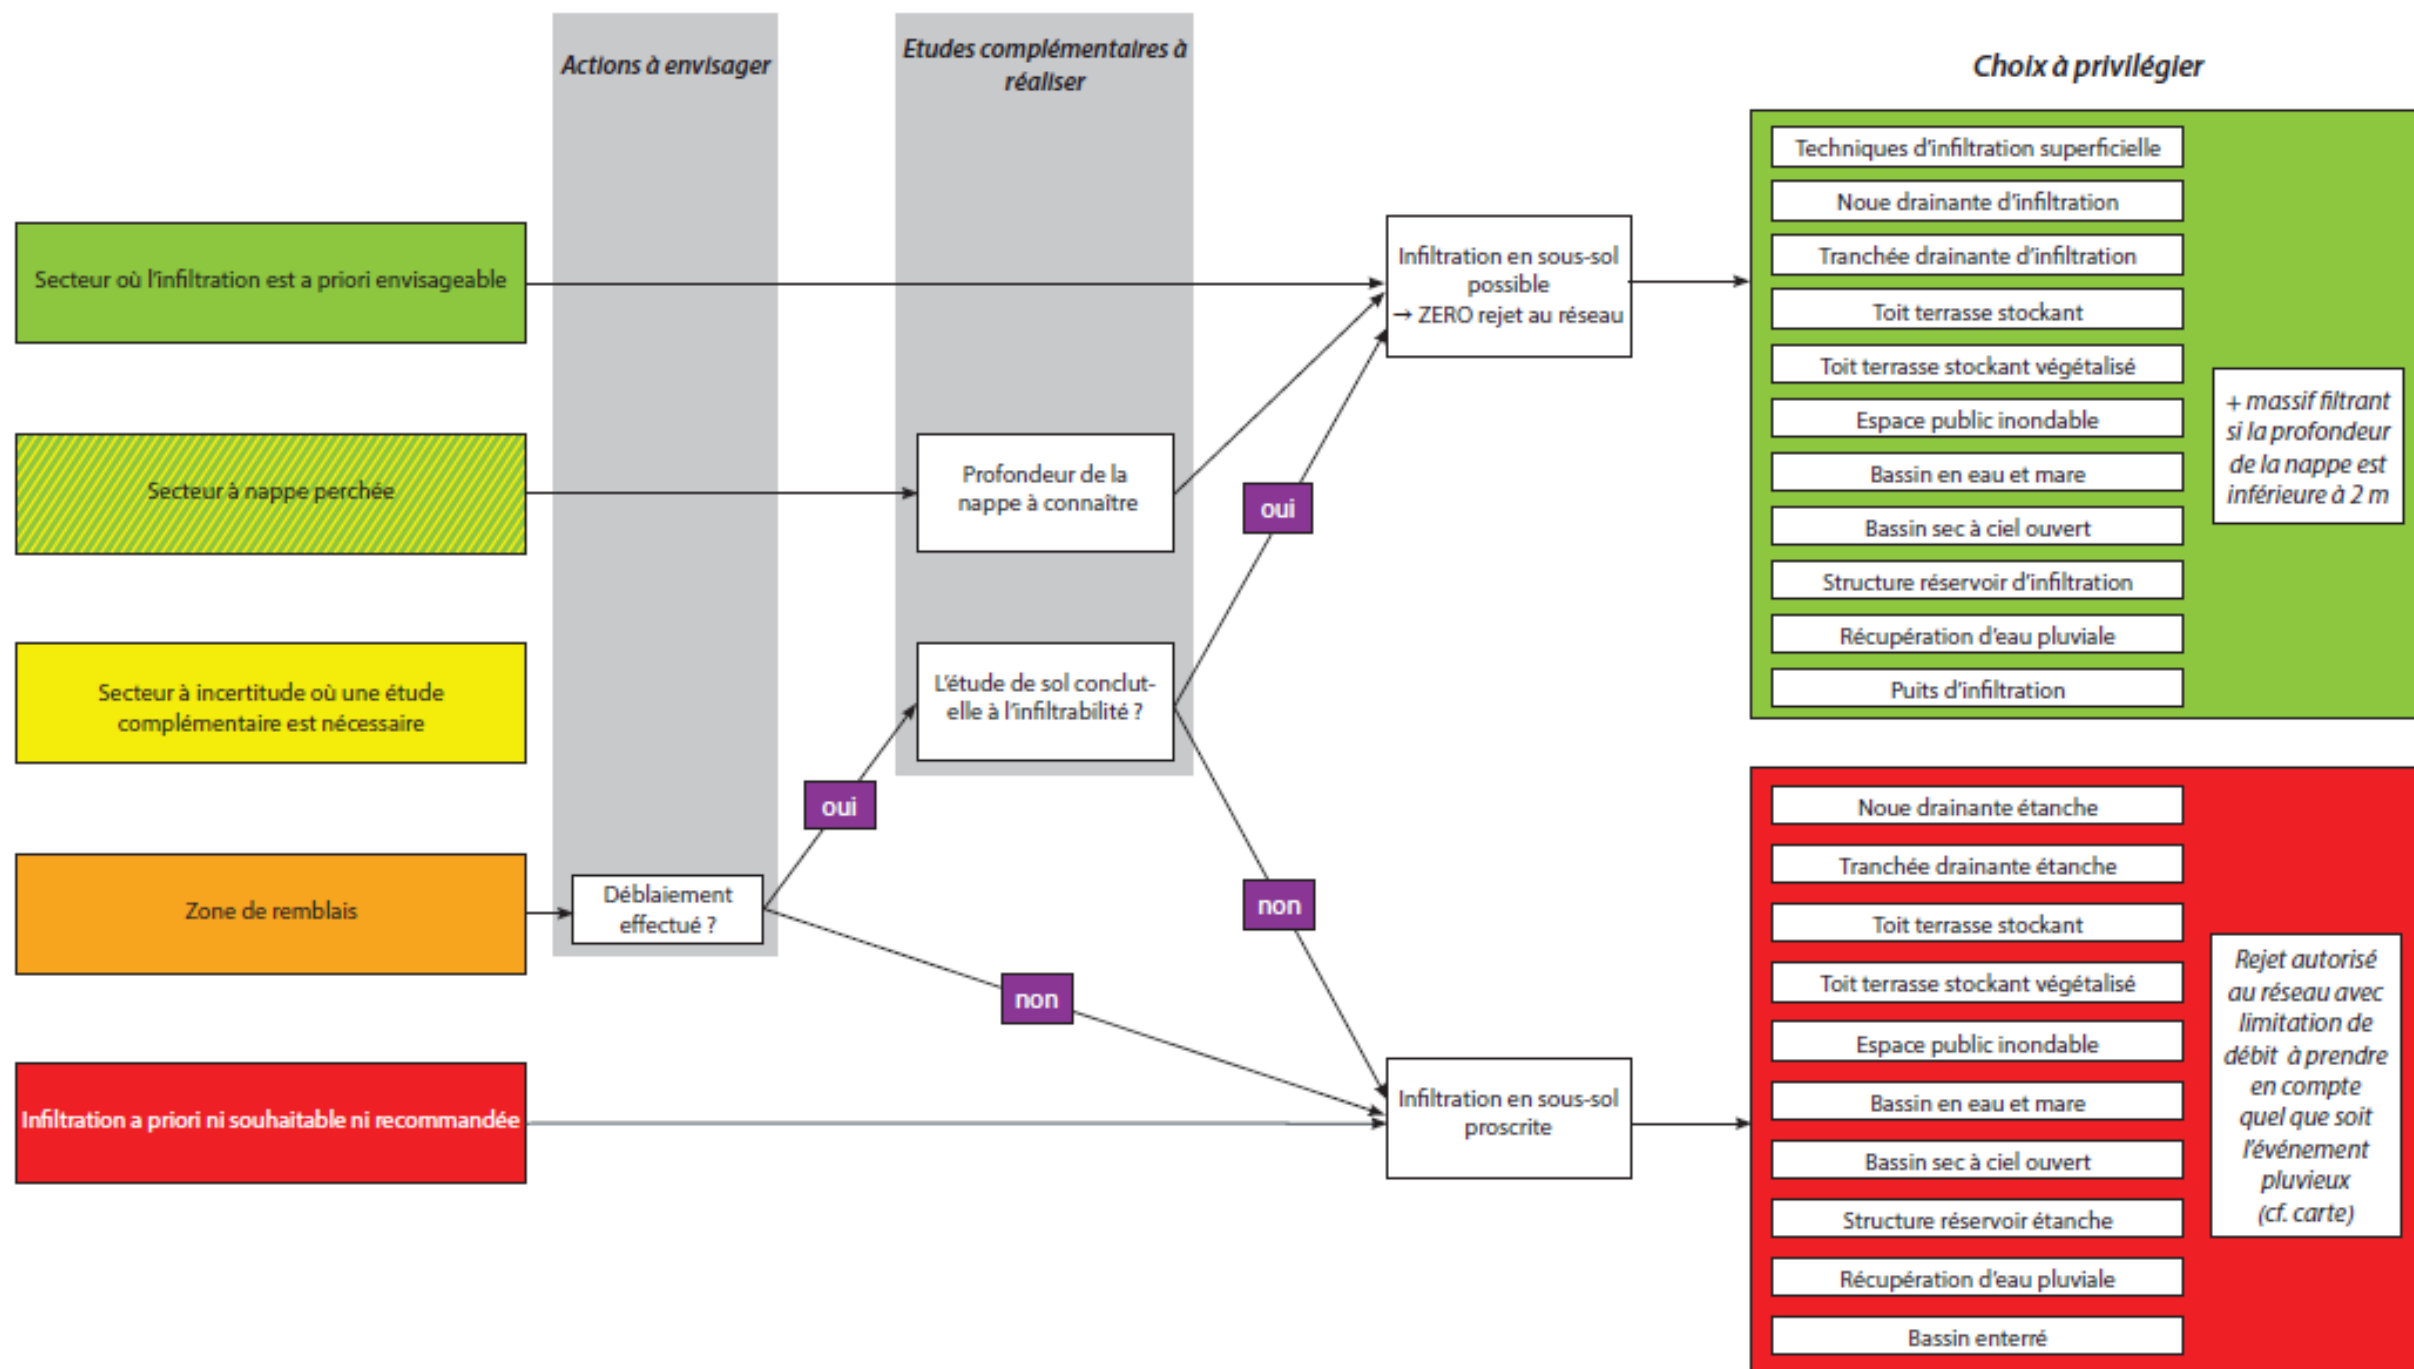 Actions à envisager
Etudes complémentaires à
réaliser
Choix à privilégier
Secteur où l'infiltration est a priori envisageable
Secteur à nappe perchée
Secteur à incertitude où une étude
complémentaire est nécessaire
Zone de remblais
Infiltration a priori ni souhaitable ni recommandée
Déblaiement
effectué ?
Profondeur de la
nappe à connaître
L'étude de sol conclut-
elle à l'infiltrabilité ?
oui
non
oui
non
Infiltration en sous-sol
possible
→ ZERO rejet au réseau
Infiltration en sous-sol
proscrite
Techniques d'infiltration superficielle
Noue drainante d'infiltration
Tranchée drainante d'infiltration
Toit terrasse stockant
Toit terrasse stockant végétalisé
Espace public inondable
Bassin en eau et mare
Bassin sec à ciel ouvert
Structure réservoir d'infiltration
Récupération d'eau pluviale
Puits d'infiltration
+ massif filtrant
si la profondeur
de la nappe est
inférieure à 2 m
Noue drainante étanche
Tranchée drainante étanche
Toit terrasse stockant
Toit terrasse stockant végétalisé
Espace public inondable
Bassin en eau et mare
Bassin sec à ciel ouvert
Structure réservoir étanche
Récupération d'eau pluviale
Bassin enterré
Rejet autorisé
au réseau avec
limitation de
débit à prendre
en compte
quel que soit
l'événement
pluvieux
(cf. carte)